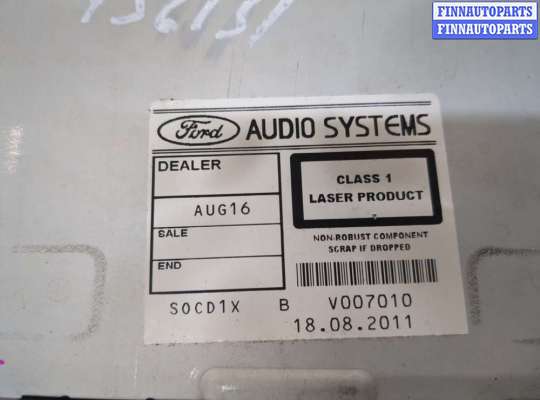 FINNAUTOPARTS
FINNAUTOPARTS
Ford AUDIO SYSTEMS
DEALER
AUG16
SALE
END
CLASS 1
LASER PRODUCT
NON-ROBUST COMPONENT
SCRAP IF DROPPED
SOCD1X B V007010
18.08.2011